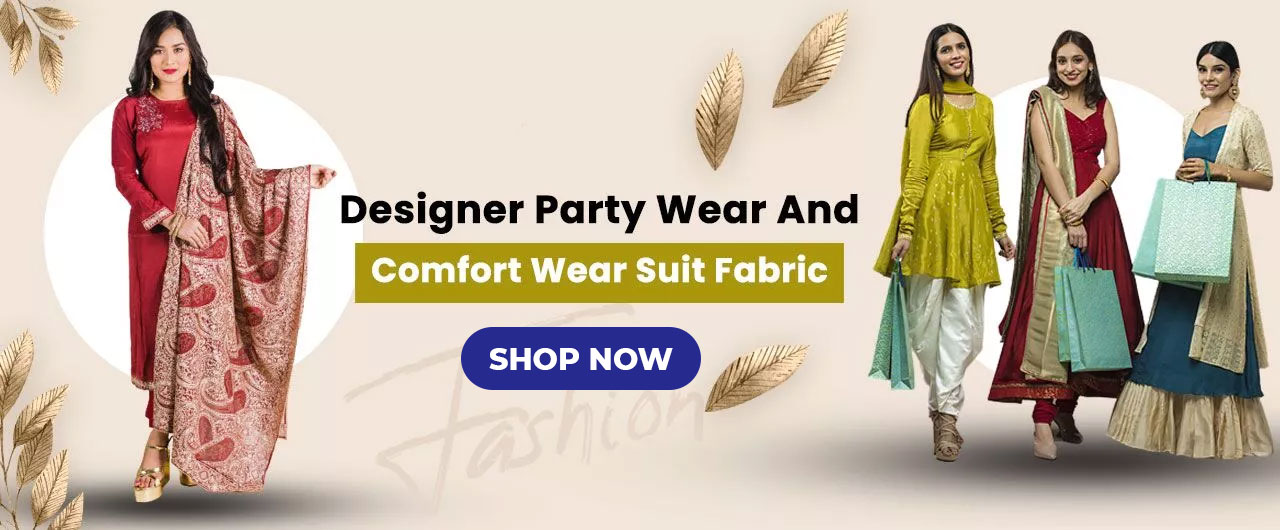 Designer Party Wear And
Comfort Wear Suit Fabric
SHOP NOW
Fashion